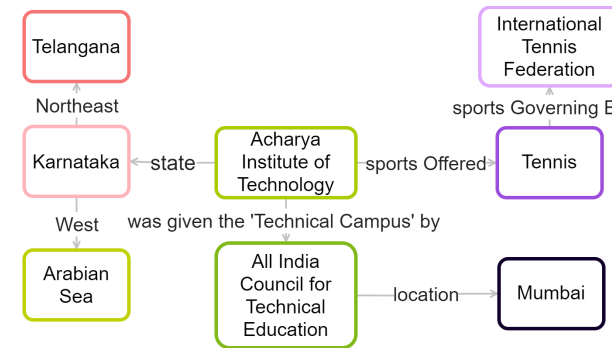 Telangana
International
Tennis
Federation
Northeast
sports Governing
Karnataka
state
Acharya
Institute of
Technology
sports Offered
Tennis
West
was given the 'Technical Campus' by
Arabian
Sea
All India
Council for
Technical
Education
location
Mumbai